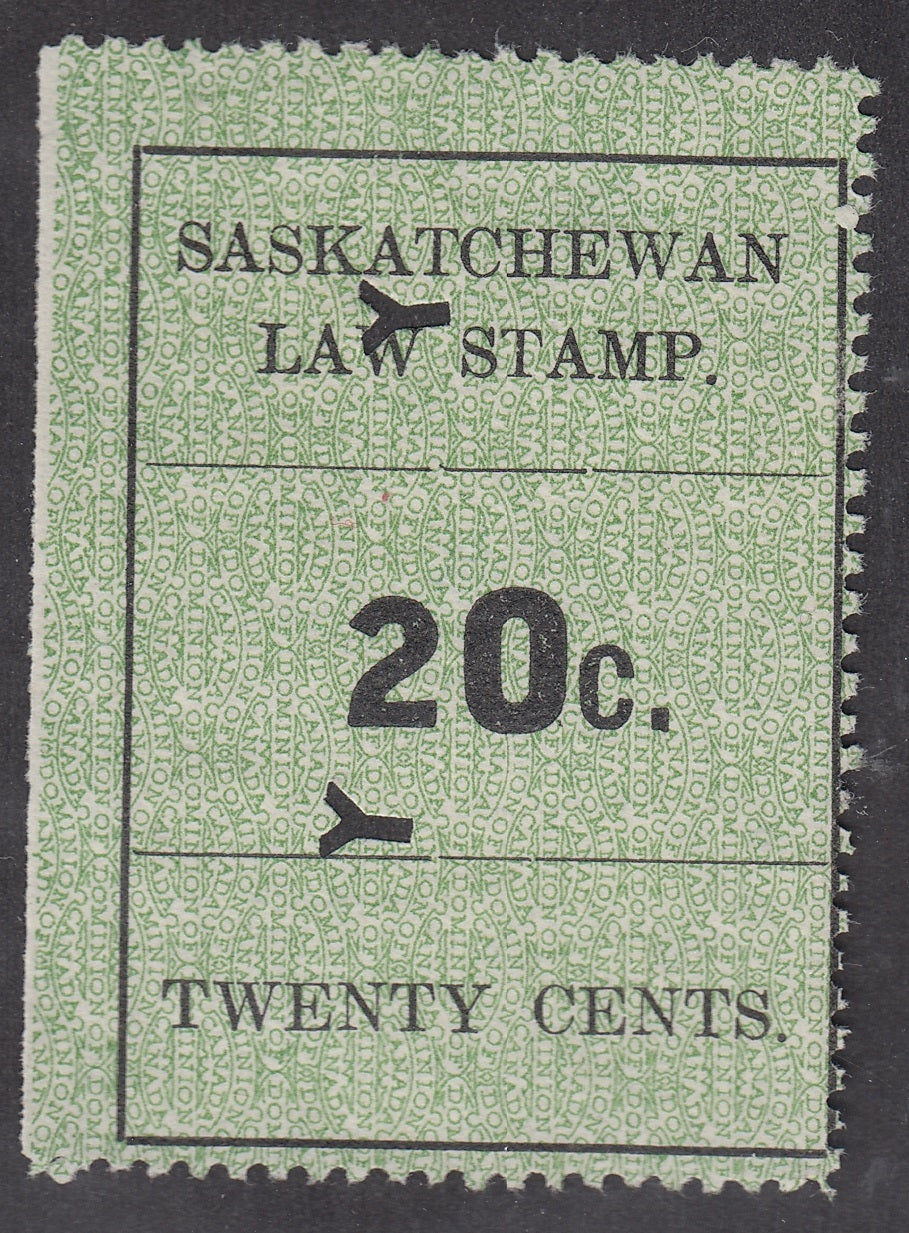 SASKATCHEWAN
Y
LAW STAMP.
20c.
Y
TWENTY CENTS.